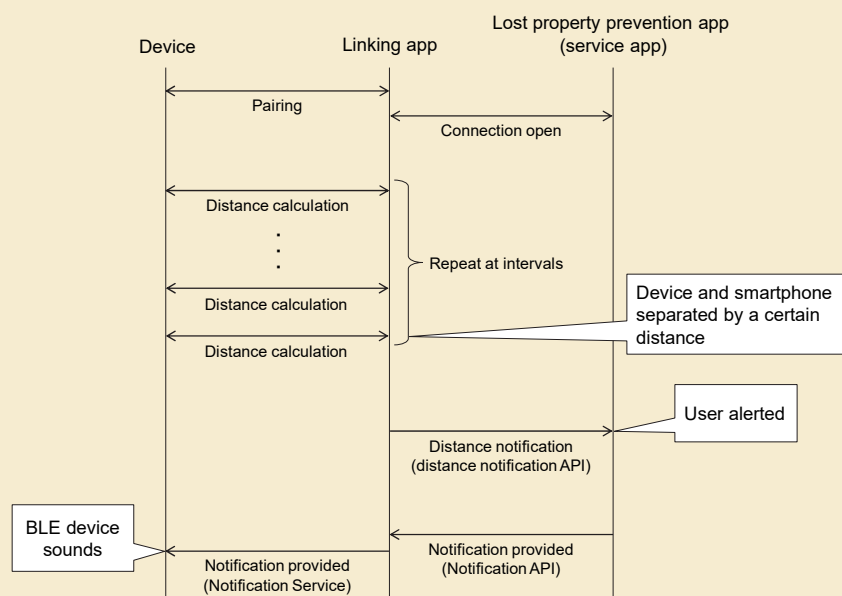 Device
Linking app
Lost property prevention app
(service app)
Pairing
Connection open
Distance calculation
Repeat at intervals
Distance calculation
Distance calculation
Device and smartphone
separated by a certain
distance
User alerted
Distance notification
(distance notification API)
BLE device
sounds
Notification provided
(Notification API)
Notification provided
(Notification Service)